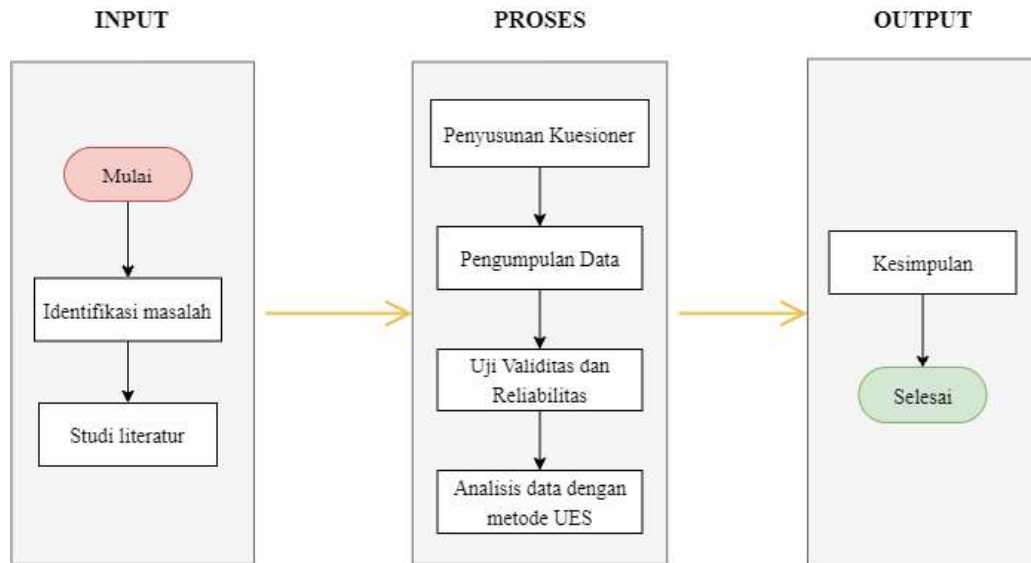 INPUT
Mulai
Identifikasi masalah
Studi literatur
PROSES
Penyusunan Kuesioner
Pengumpulan Data
Uji Validitas dan
Reliabilitas
Analisis data dengan
metode UES
OUTPUT
Kesimpulan
Selesai